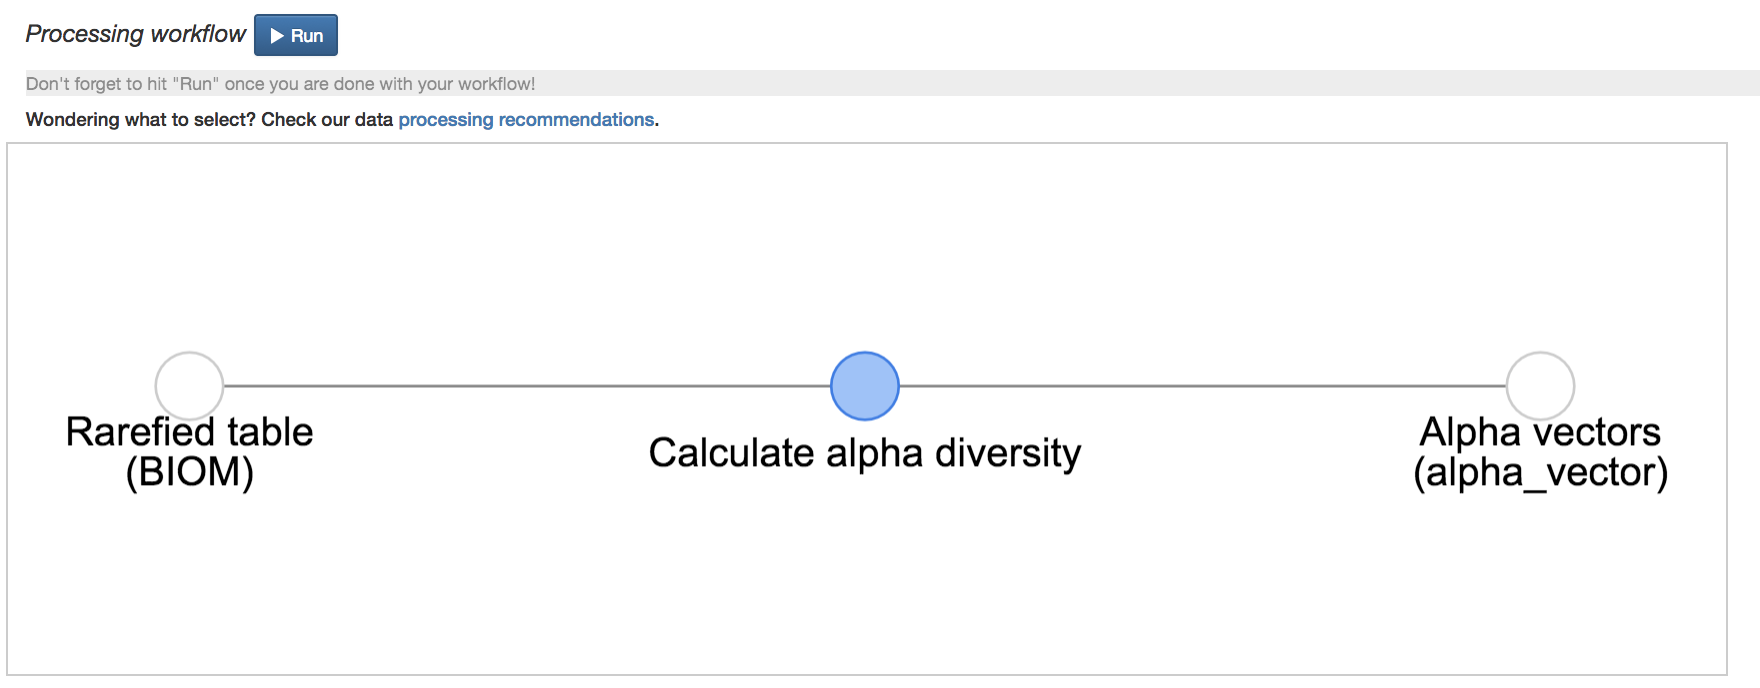 Processing workflow Run
Don't forget to hit "Run" once you are done with your workflow!
Wondering what to select? Check our data processing recommendations.
Rarefied table
(BIOM)
Calculate alpha diversity
Alpha vectors
(alpha_vector)